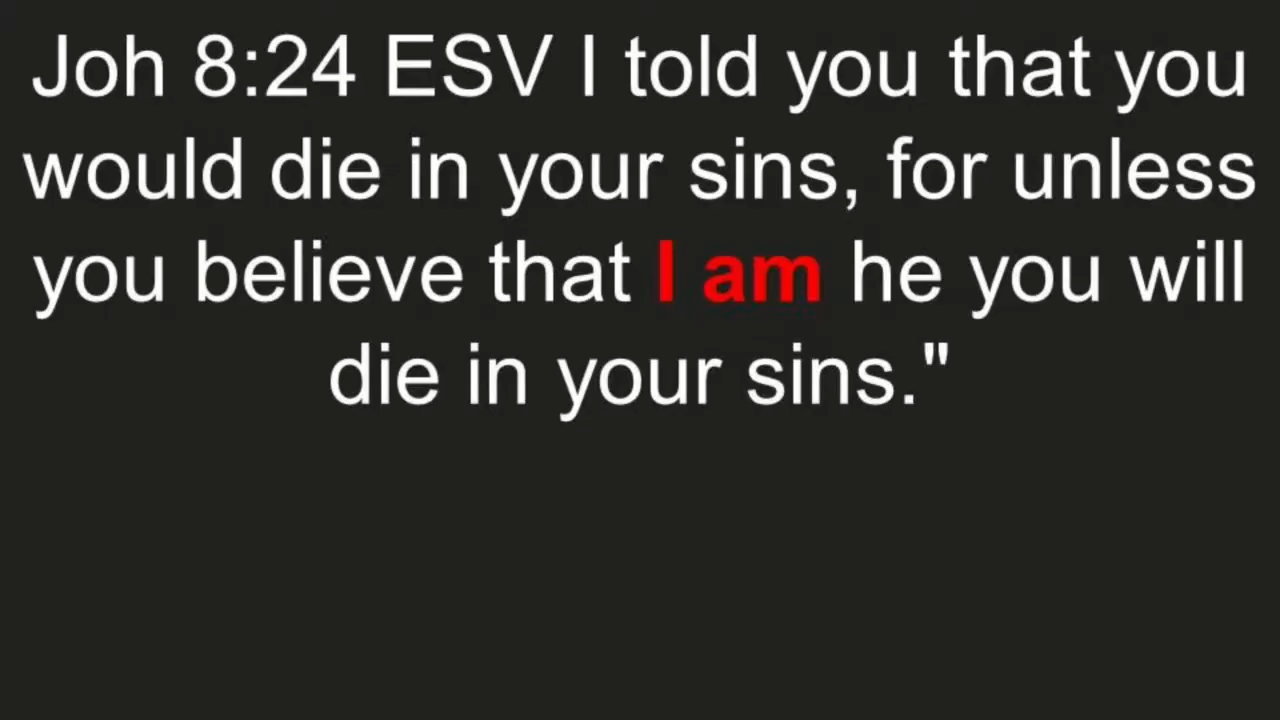 Joh 8:24 ESV I told you that you
would die in your sins, for unless
you believe that I am he you will
die in your sins."